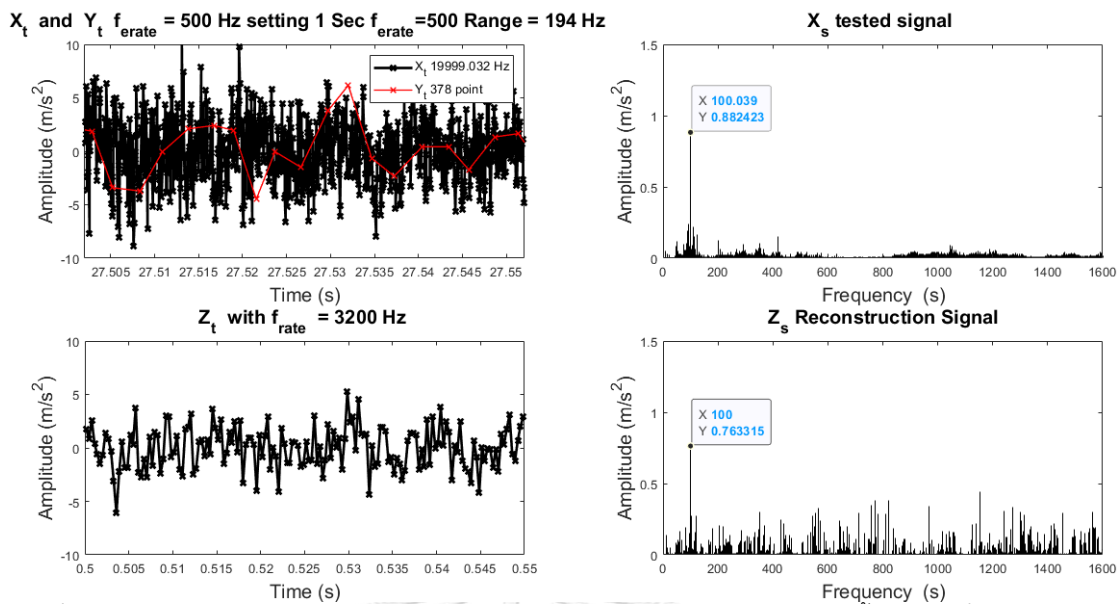 X_t and Y_t f_erate = 500 Hz setting 1 Sec f_erate=500 Range = 194 Hz
10
5
0
-5
-10
Amplitude (m/s^2)
X_t 19999.032 Hz
Y_t 378 point
27.505 27.51 27.515 27.52 27.525 27.53 27.535 27.54 27.545 27.55
Time (s)
X_s tested signal
1.5
1
0.5
0
Amplitude (m/s^2)
X 100.039
Y 0.882423
0 200 400 600 800 1000 1200 1400 1600
Frequency (s)
Z_t with f_rate = 3200 Hz
10
5
0
-5
-10
Amplitude (m/s^2)
0.5 0.505 0.51 0.515 0.52 0.525 0.53 0.535 0.54 0.545 0.55
Time (s)
Z_s Reconstruction Signal
1.5
1
0.5
0
Amplitude (m/s^2)
X 100
Y 0.763315
0 200 400 600 800 1000 1200 1400 1600
Frequency (s)